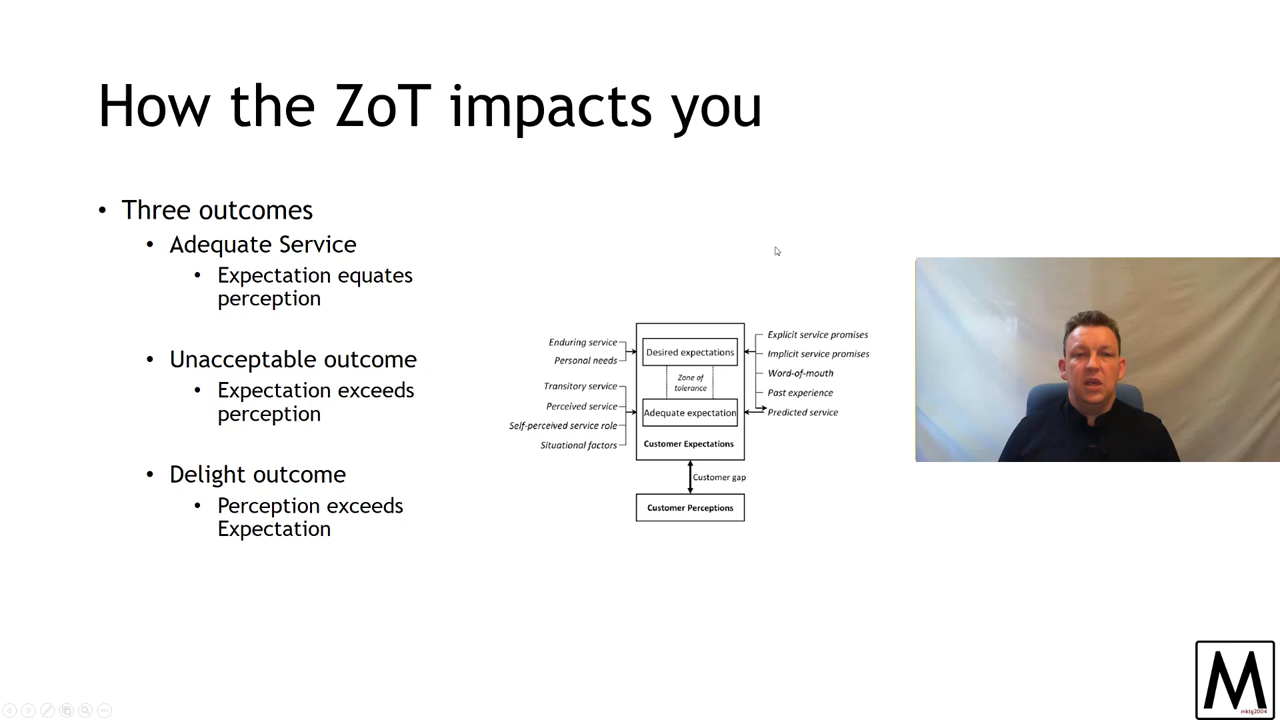 How the ZoT impacts you
• Three outcomes
• Adequate Service
• Expectation equates
perception
• Unacceptable outcome
• Expectation exceeds
perception
• Delight outcome
• Perception exceeds
Expectation
Enduring service
Personal needs
Transitory service
Perceived service
Self-perceived service role
Situational factors
Desired expectations
Zone of
tolerance
Adequate expectation
Customer Expectations
Customer gap
Customer Perceptions
Explicit service promises
Implicit service promises
Word-of-mouth
Past experience
Predicted service
M
mktg2004